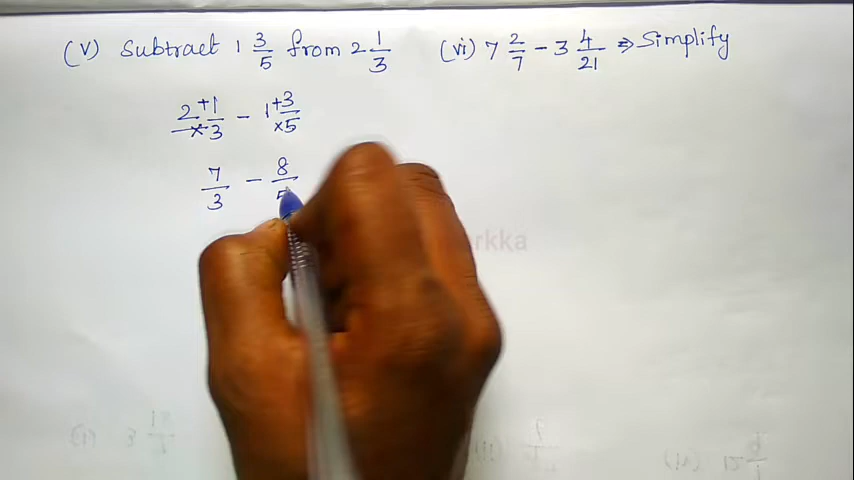 (v) Subtract 1 3/5 from 2 1/3
(vi) 7 2/7 - 3 4/21 ⇒ Simplify
2 +1/×3 - 1 +3/×5
7/3 - 8/5